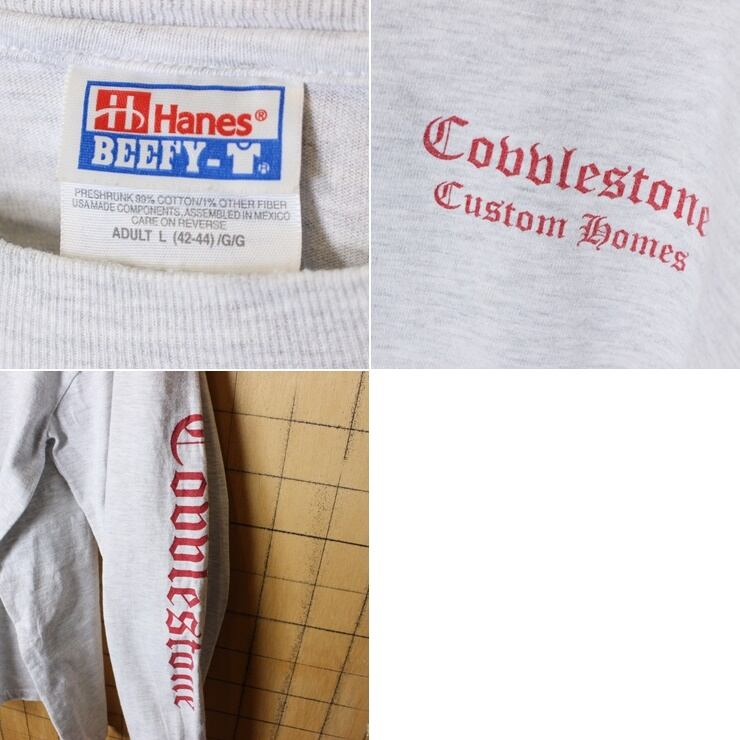 Hanes®
BEEFY-T®
PRESHRUNK 99% COTTON/1% OTHER FIBER
USA MADE COMPONENTS, ASSEMBLED IN MEXICO
CARE ON REVERSE
ADULT L (42-44) /G/G
Cobblestone
Custom Homes
Cobblestone